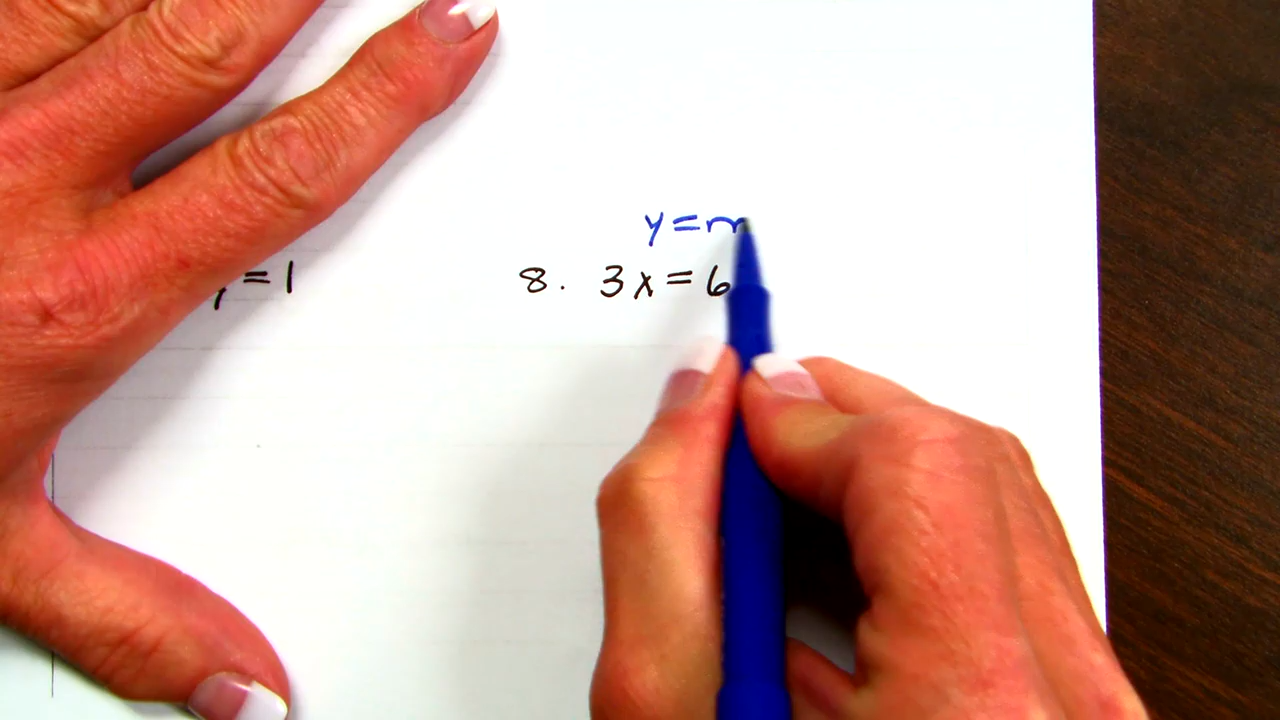 y = m
= 1
8. 3x = 6